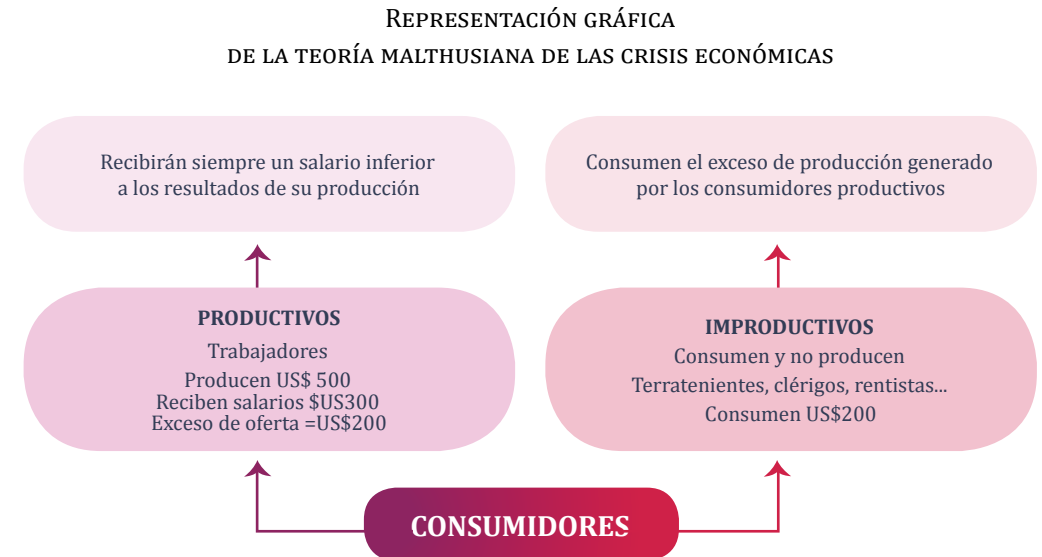 Representación gráfica
de la teoría malthusiana de las crisis económicas
Recibirán siempre un salario inferior
a los resultados de su producción
Consumen el exceso de producción generado
por los consumidores productivos
PRODUCTIVOS
Trabajadores
Producen US$ 500
Reciben salarios $US300
Exceso de oferta =US$200
IMPRODUCTIVOS
Consumen y no producen
Terratenientes, clérigos, rentistas...
Consumen US$200
CONSUMIDORES